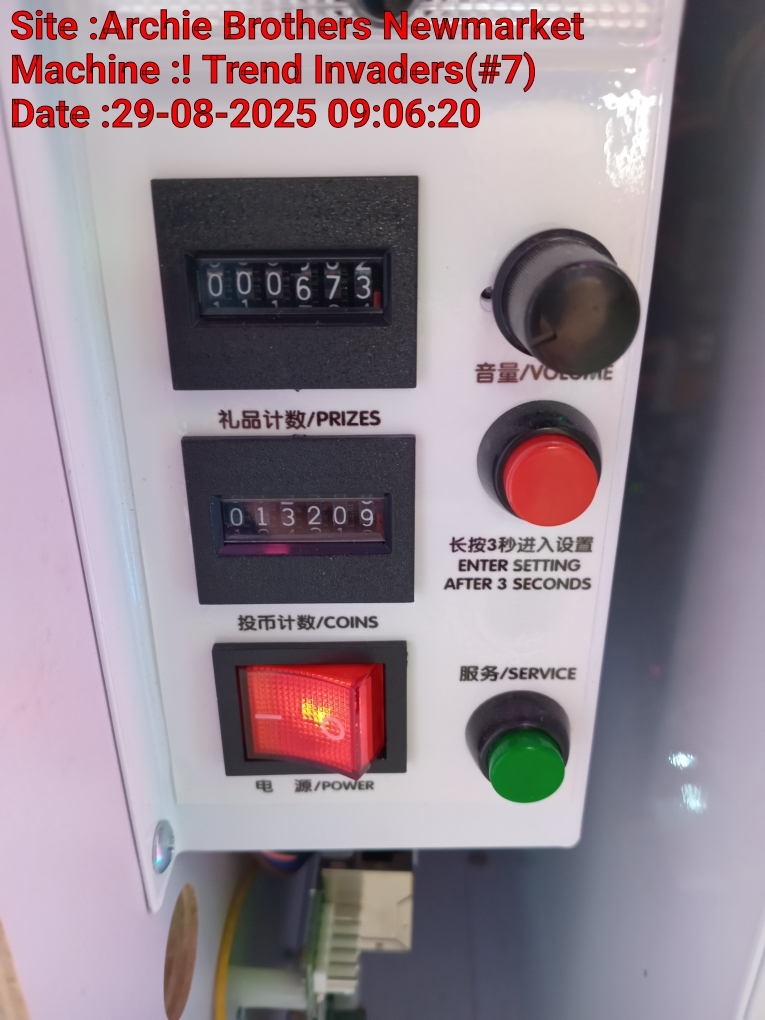 Site :Archie Brothers Newmarket
Machine :! Trend Invaders(#7)
Date :29-08-2025 09:06:20
000673
礼品计数/PRIZES
音量/VOLUME
013209
投币计数/COINS
长按3秒进入设置
ENTER SETTING
AFTER 3 SECONDS
服务/SERVICE
电 源/POWER